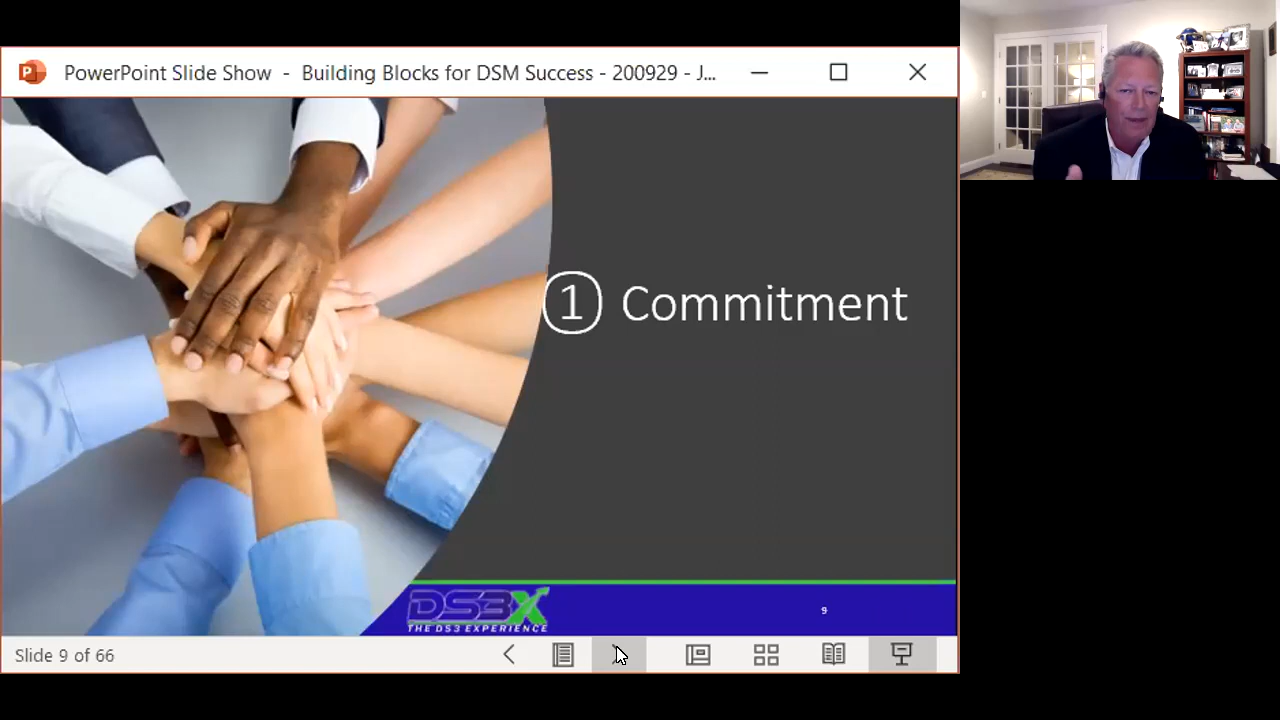 PowerPoint Slide Show - Building Blocks for DSM Success - 200929 - J...
① Commitment
DS3X
THE DS3 EXPERIENCE
9
Slide 9 of 66